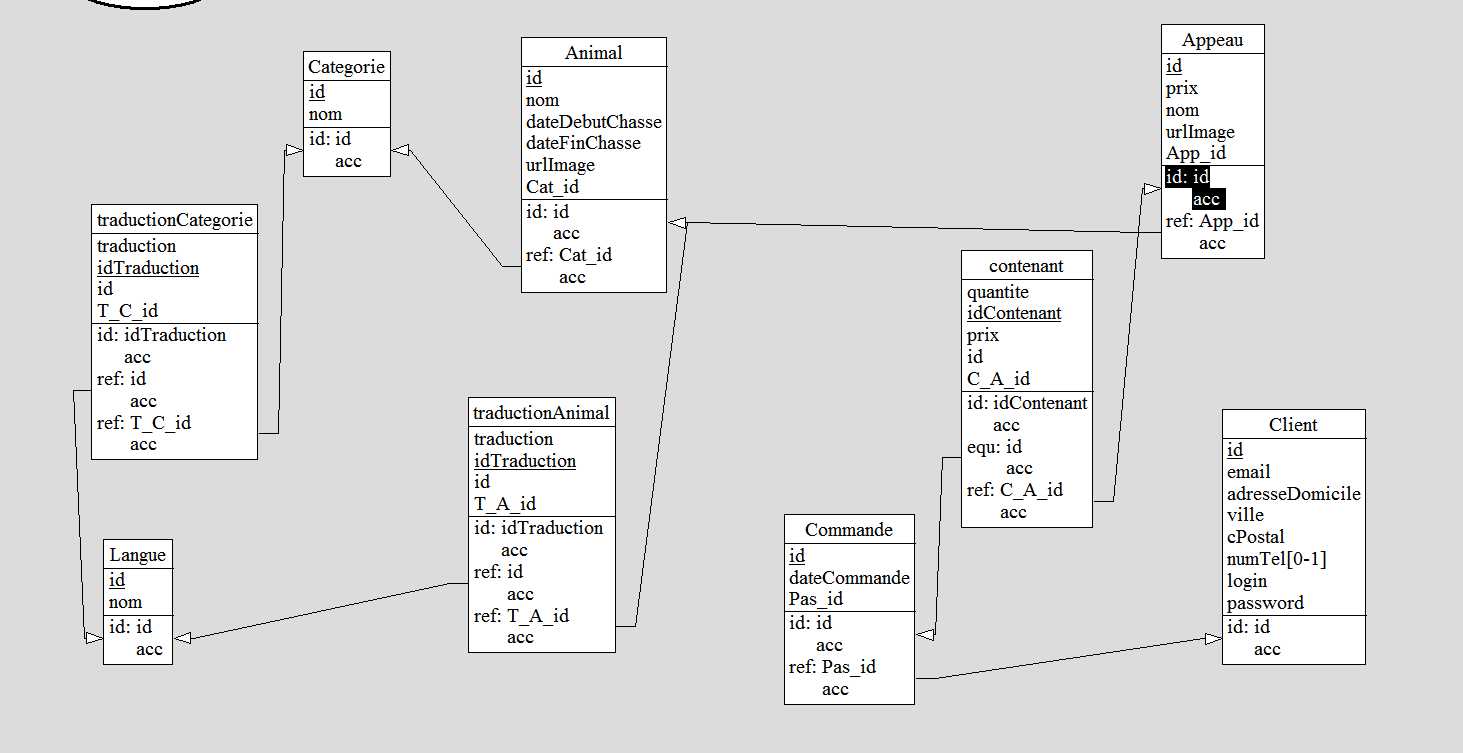 Categorie
id
nom
id: id
acc
Animal
id
nom
dateDebutChasse
dateFinChasse
urlImage
Cat_id
id: id
acc
ref: Cat_id
acc
Appeau
id
prix
nom
urlImage
App_id
id: id
acc
ref: App_id
acc
traductionCategorie
traduction
idTraduction
id
T_C_id
id: idTraduction
acc
ref: id
acc
ref: T_C_id
acc
contenant
quantite
idContenant
prix
id
C_A_id
id: idContenant
acc
equ: id
acc
ref: C_A_id
acc
traductionAnimal
traduction
idTraduction
id
T_A_id
id: idTraduction
acc
ref: id
acc
ref: T_A_id
acc
Client
id
email
adresseDomicile
ville
cPostal
numTel[0-1]
login
password
id: id
acc
Langue
id
nom
id: id
acc
Commande
id
dateCommande
Pas_id
id: id
acc
ref: Pas_id
acc